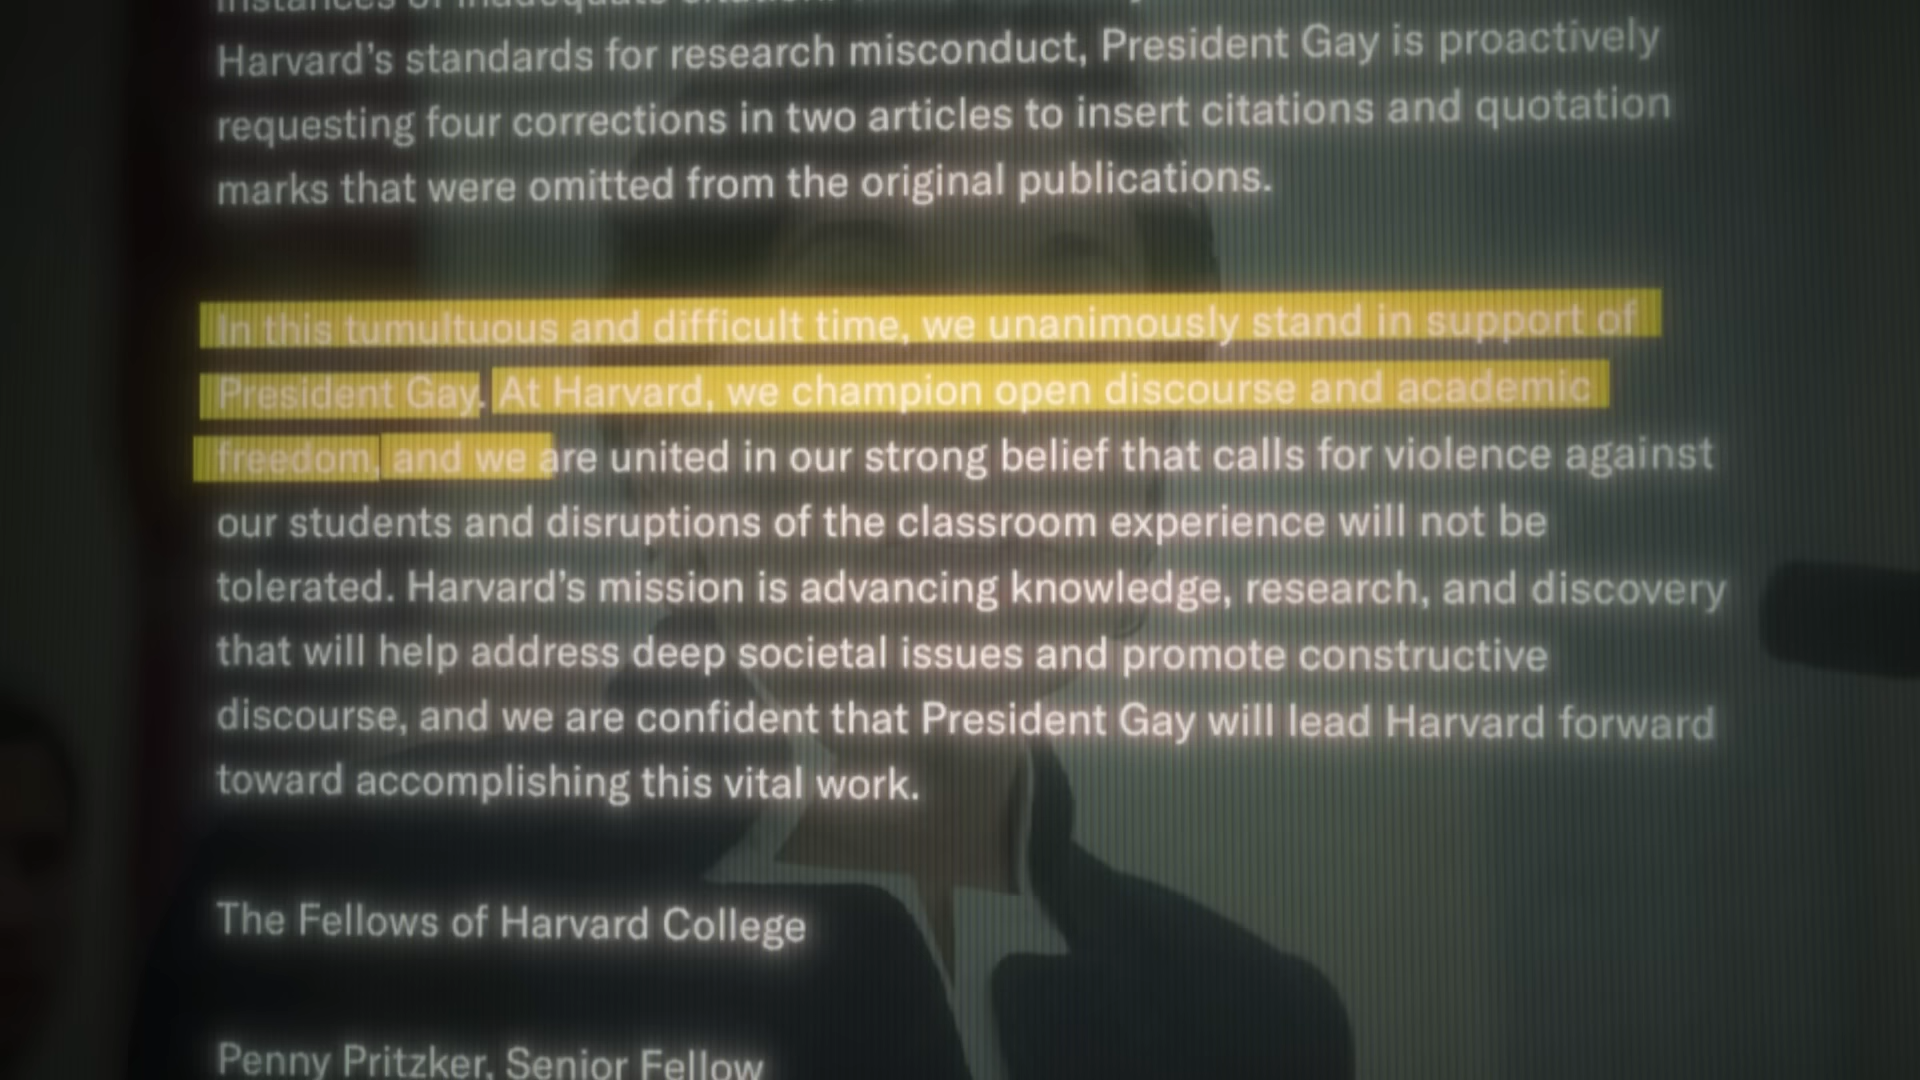 Harvard's standards for research misconduct, President Gay is proactively
requesting four corrections in two articles to insert citations and quotation
marks that were omitted from the original publications.
In this tumultuous and difficult time, we unanimously stand in support of
President Gay. At Harvard, we champion open discourse and academic
freedom, and we are united in our strong belief that calls for violence against
our students and disruptions of the classroom experience will not be
tolerated. Harvard's mission is advancing knowledge, research, and discovery
that will help address deep societal issues and promote constructive
discourse, and we are confident that President Gay will lead Harvard forward
toward accomplishing this vital work.
The Fellows of Harvard College
Penny Pritzker, Senior Fellow